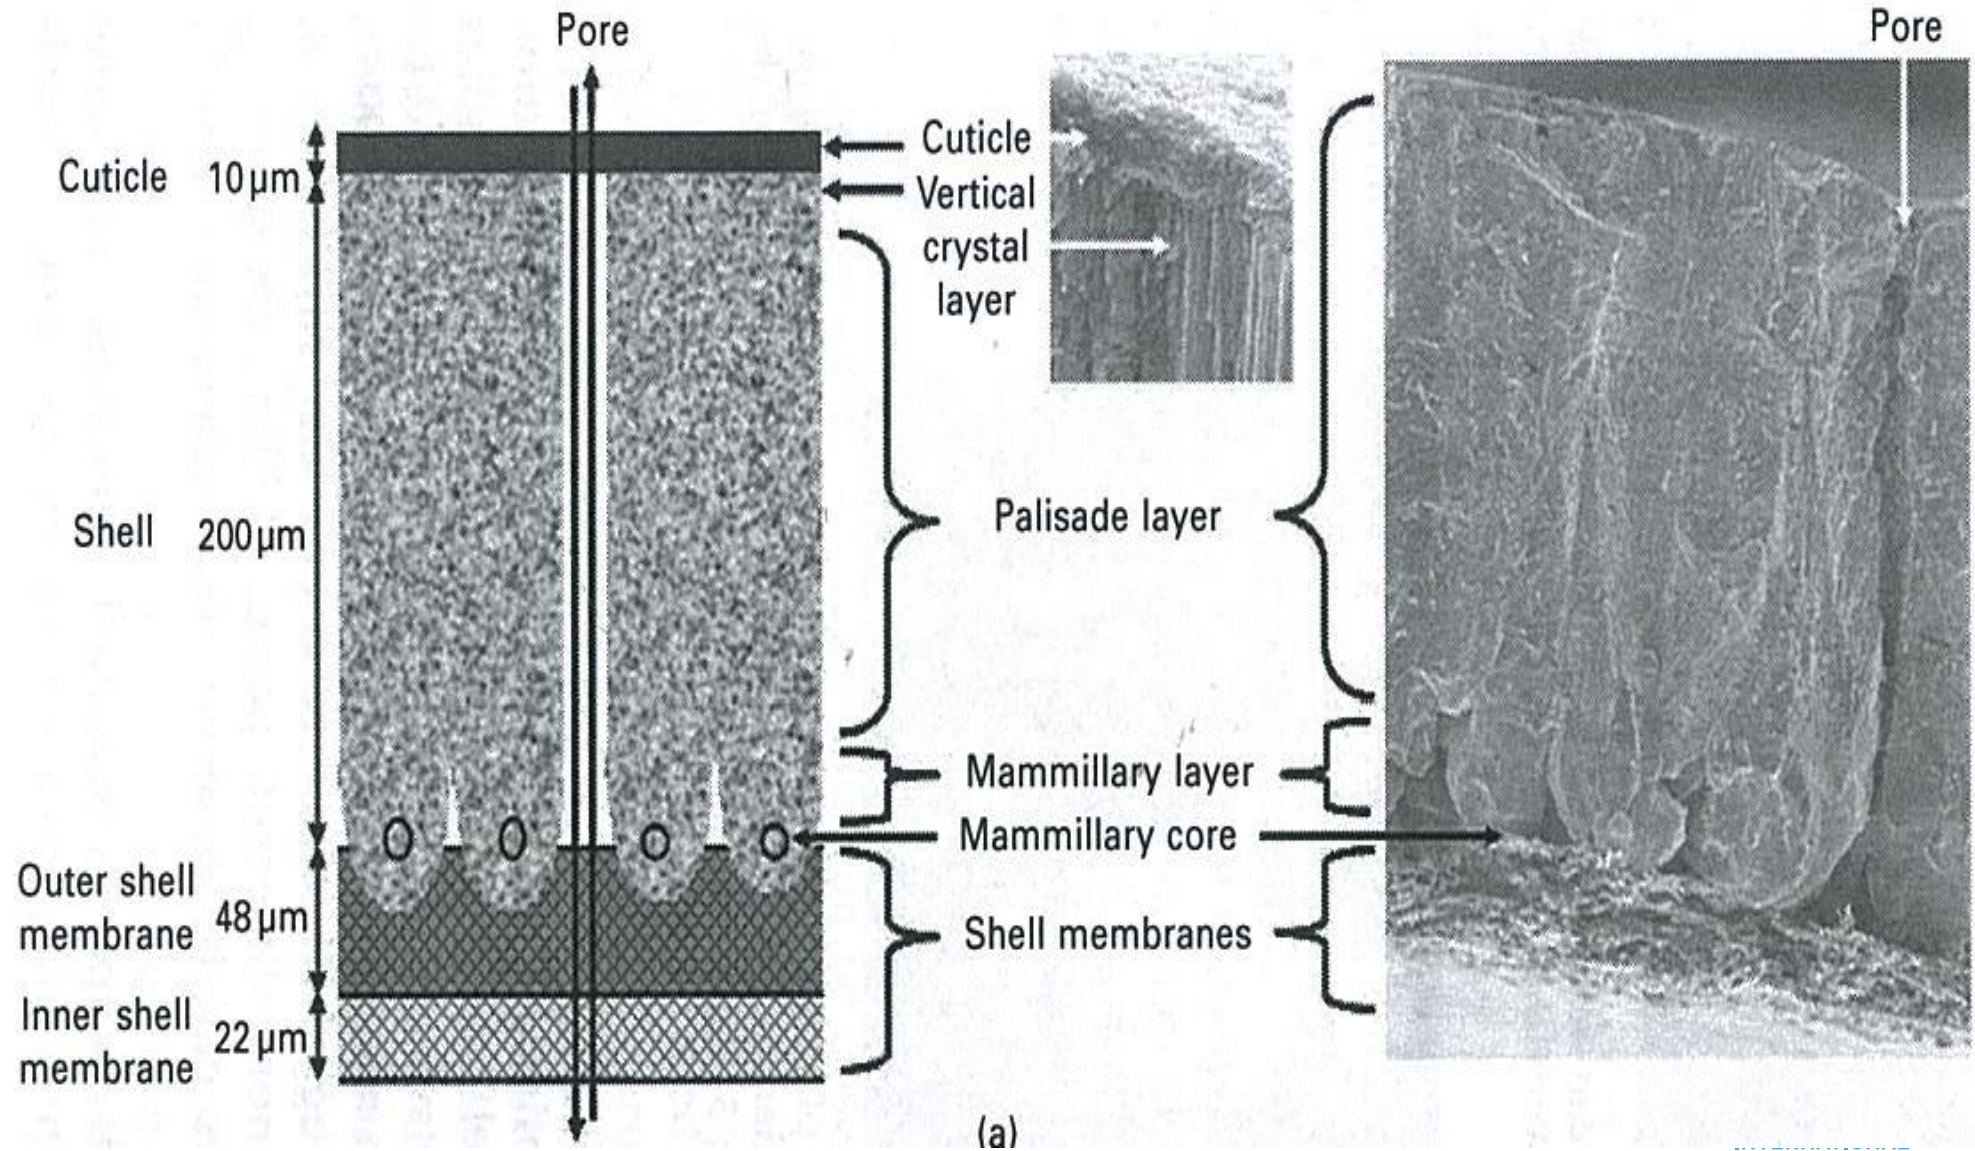 Pore
Pore
Cuticle
10 µm
Cuticle
Vertical
crystal
layer
Shell
200 µm
Palisade layer
Mammillary layer
Mammillary core
Outer shell
membrane
48 µm
Shell membranes
Inner shell
membrane
22 µm
(a)